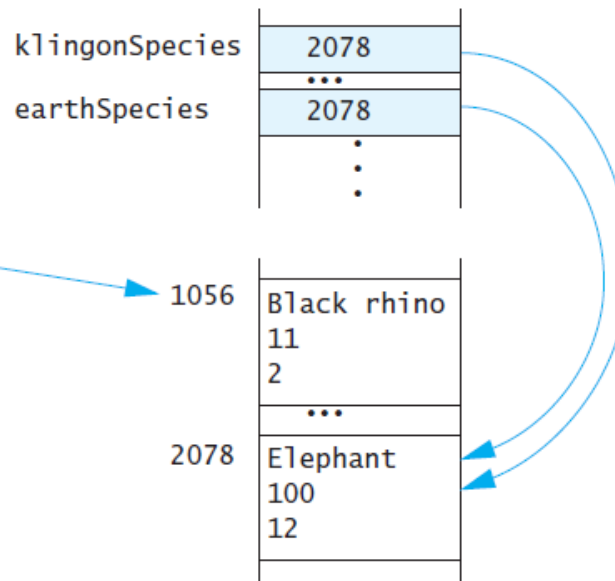 klingonSpecies 2078
•••
earthSpecies 2078
•
•
•
1056 Black rhino
11
2
•••
2078 Elephant
100
12